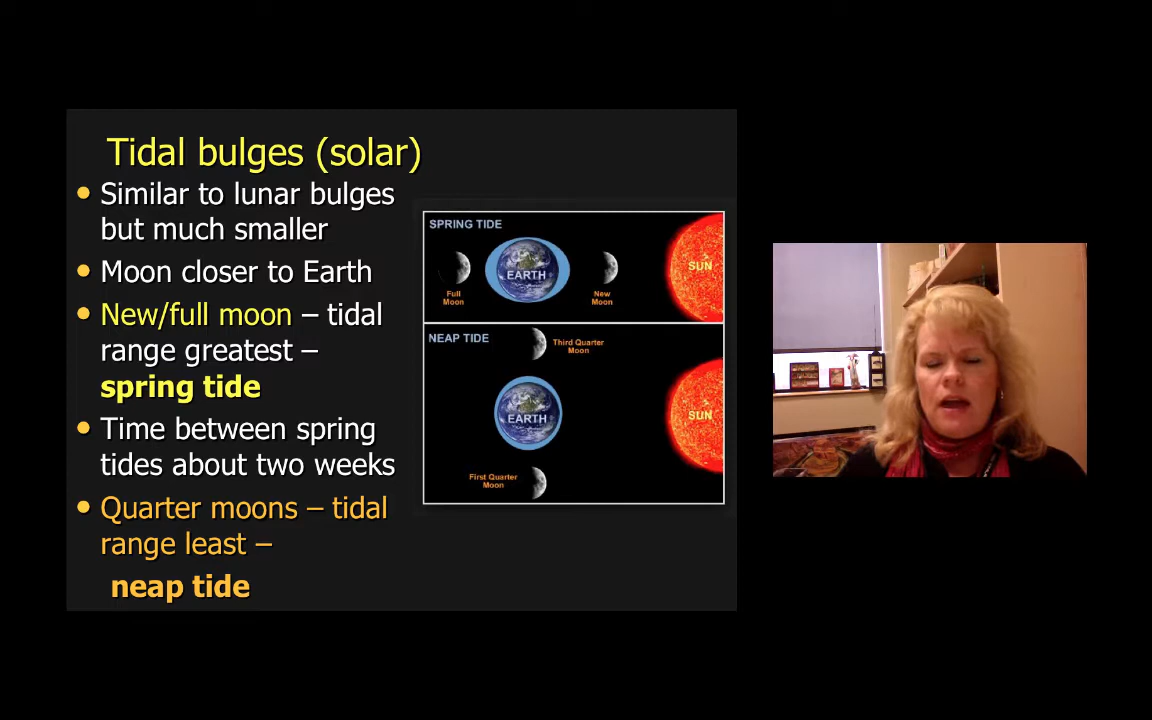 Tidal bulges (solar)
• Similar to lunar bulges
but much smaller
• Moon closer to Earth
• New/full moon – tidal
range greatest –
spring tide
• Time between spring
tides about two weeks
• Quarter moons – tidal
range least –
neap tide
SPRING TIDE
EARTH
SUN
Full
Moon
New
Moon
NEAP TIDE
Third Quarter
Moon
EARTH
SUN
First Quarter
Moon